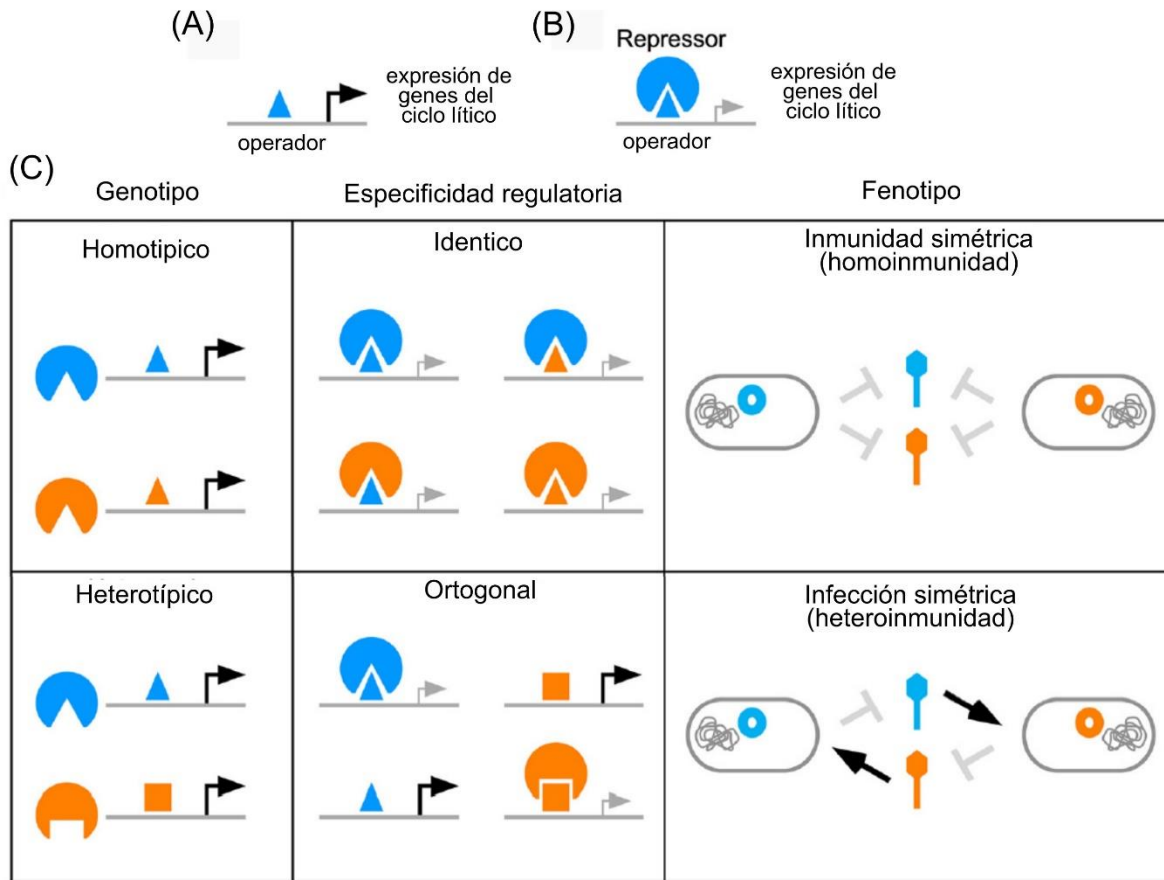 (A)
expresión de
genes del
ciclo lítico
operador
(B)
Repressor
expresión de
genes del
ciclo lítico
operador
(C)
Genotipo
Especificidad regulatoria
Fenotipo
Homotipico
Identico
Inmunidad simétrica
(homoinmunidad)
Heterotípico
Ortogonal
Infección simétrica
(heteroinmunidad)